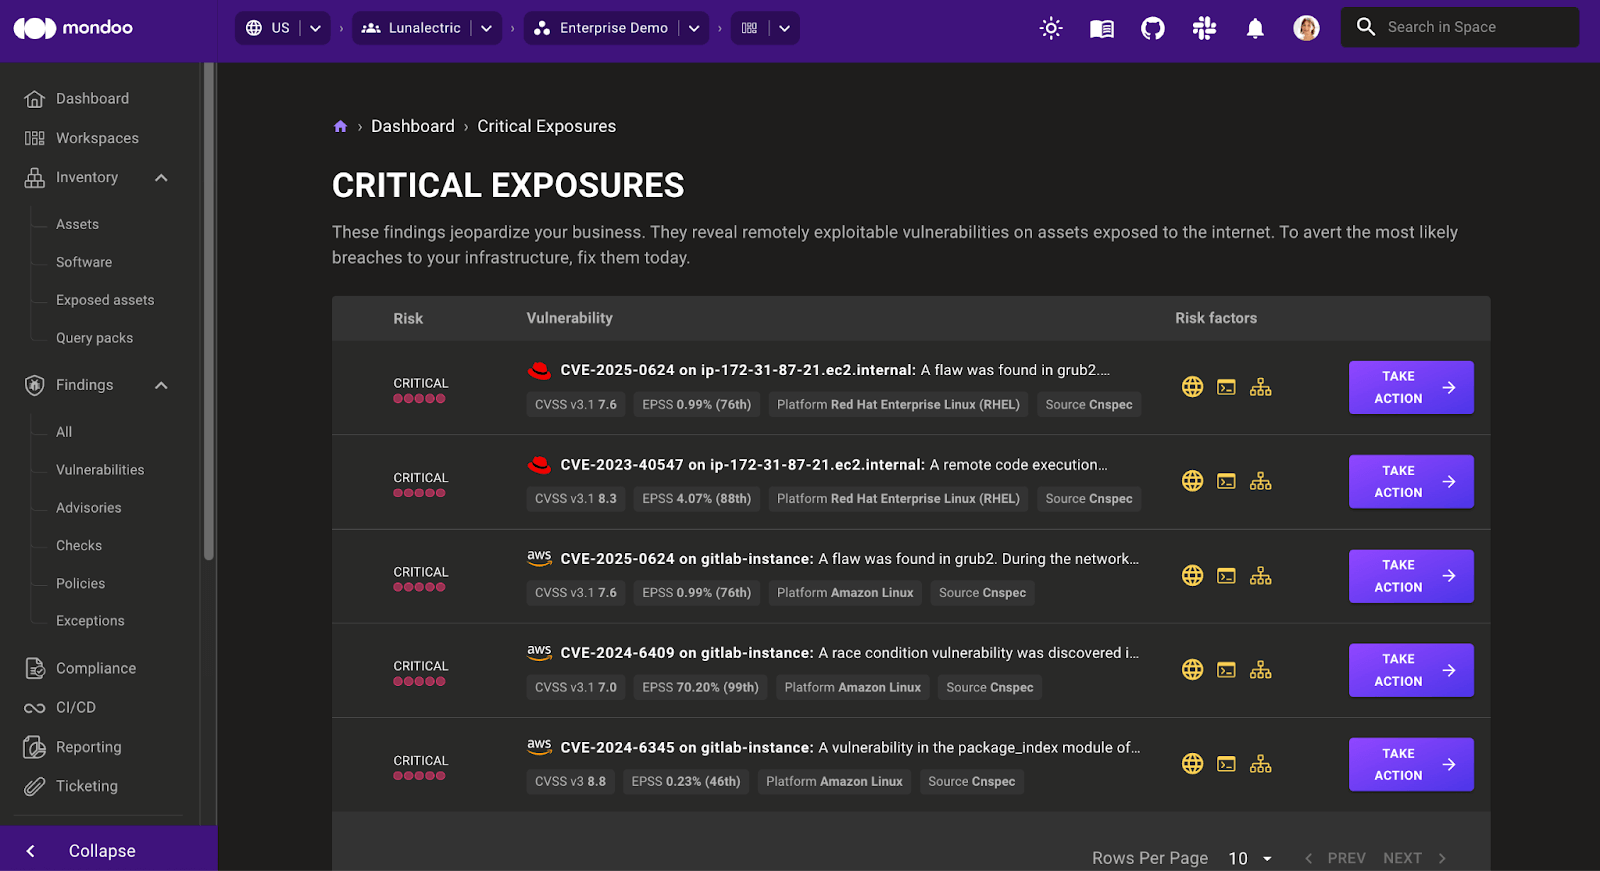 mondoo
US
Lunalectric
Enterprise Demo
Search in Space
Dashboard
Workspaces
Inventory
Assets
Software
Exposed assets
Query packs
Findings
All
Vulnerabilities
Advisories
Checks
Policies
Exceptions
Compliance
CI/CD
Reporting
Ticketing
Collapse
Dashboard › Critical Exposures
CRITICAL EXPOSURES
These findings jeopardize your business. They reveal remotely exploitable vulnerabilities on assets exposed to the internet. To avert the most likely
breaches to your infrastructure, fix them today.
Risk Vulnerability Risk factors
CRITICAL
CVE-2025-0624 on ip-172-31-87-21.ec2.internal: A flaw was found in grub2....
CVSS v3.1 7.6 EPSS 0.99% (76th) Platform Red Hat Enterprise Linux (RHEL) Source Cnspec
TAKE
ACTION
CRITICAL
CVE-2023-40547 on ip-172-31-87-21.ec2.internal: A remote code execution...
CVSS v3.1 8.3 EPSS 4.07% (88th) Platform Red Hat Enterprise Linux (RHEL) Source Cnspec
TAKE
ACTION
CRITICAL
aws CVE-2025-0624 on gitlab-instance: A flaw was found in grub2. During the network...
CVSS v3.1 7.6 EPSS 0.99% (76th) Platform Amazon Linux Source Cnspec
TAKE
ACTION
CRITICAL
aws CVE-2024-6409 on gitlab-instance: A race condition vulnerability was discovered i...
CVSS v3.1 7.0 EPSS 70.20% (99th) Platform Amazon Linux Source Cnspec
TAKE
ACTION
CRITICAL
aws CVE-2024-6345 on gitlab-instance: A vulnerability in the package_index module of...
CVSS v3 8.8 EPSS 0.23% (46th) Platform Amazon Linux Source Cnspec
TAKE
ACTION
Rows Per Page 10 PREV NEXT